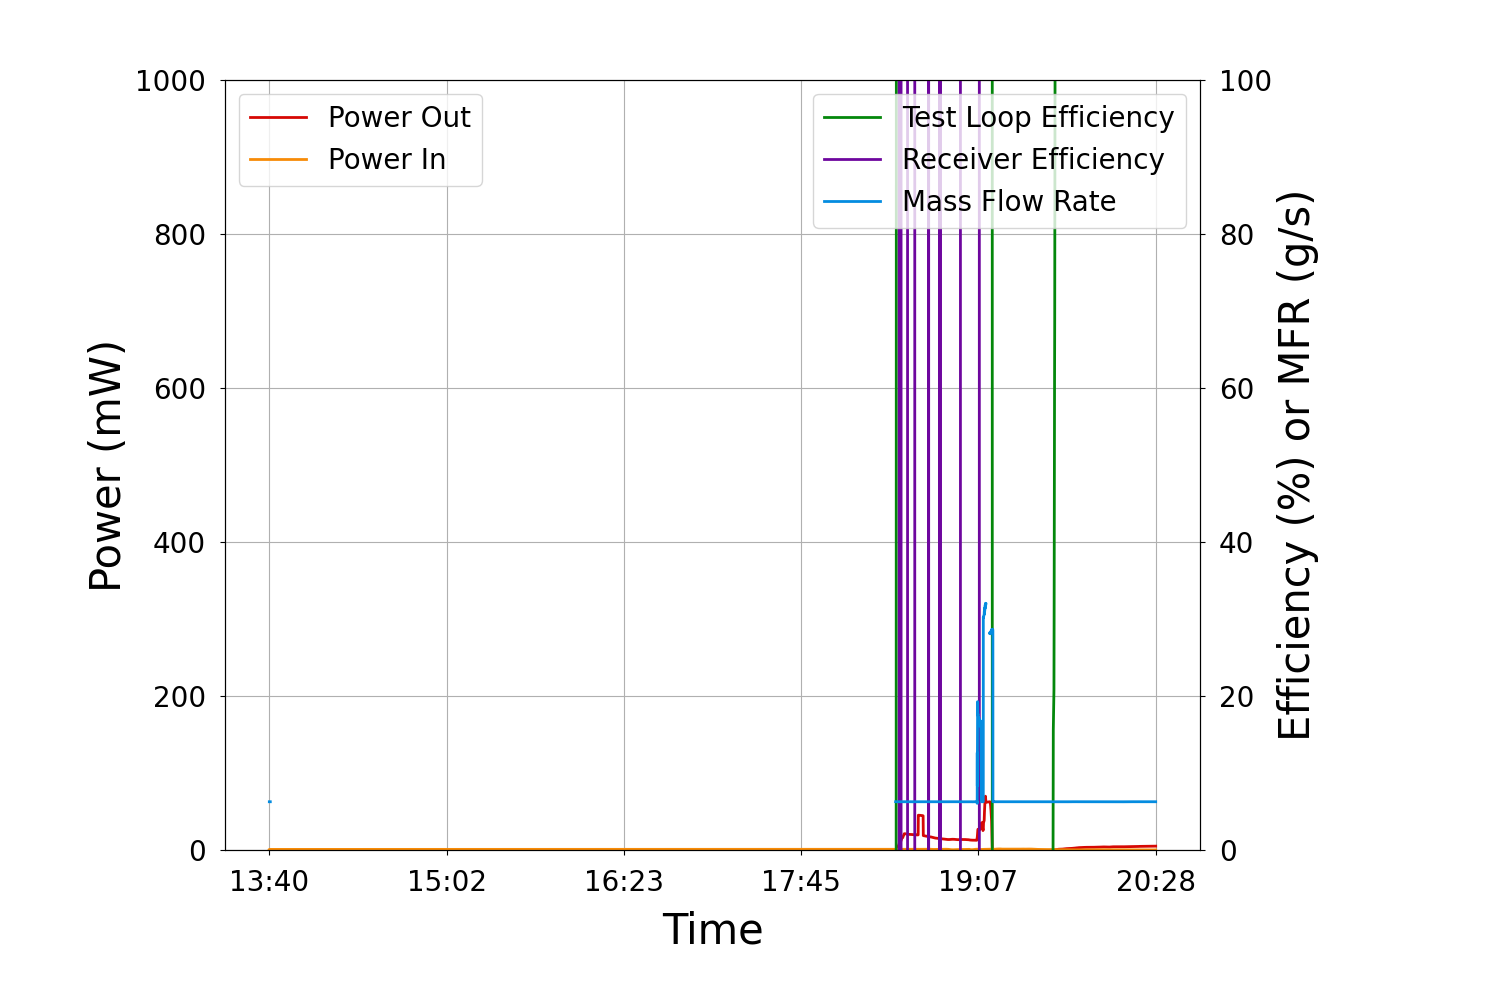 1000
800
600
400
200
0
Power (mW)
Power Out
Power In
Test Loop Efficiency
Receiver Efficiency
Mass Flow Rate
100
80
60
40
20
0
Efficiency (%) or MFR (g/s)
13:40 15:02 16:23 17:45 19:07 20:28
Time